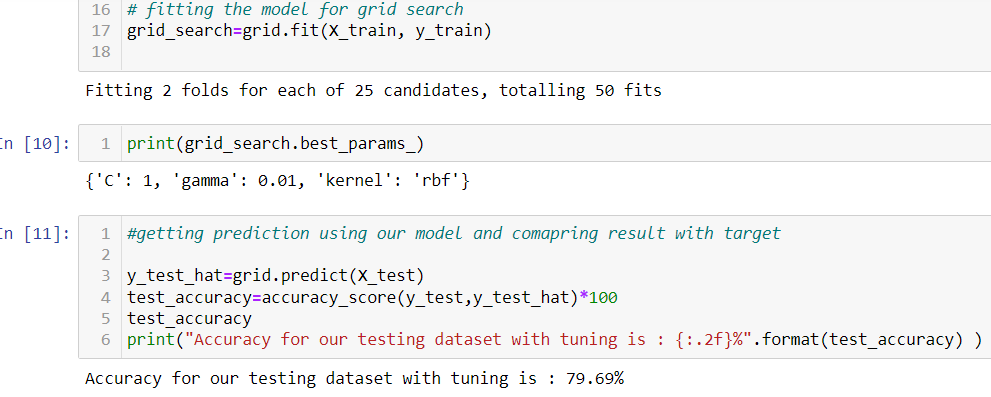 16 # fitting the model for grid search
17 grid_search=grid.fit(X_train, y_train)
18
Fitting 2 folds for each of 25 candidates, totalling 50 fits
In [10]: 1 print(grid_search.best_params_)
{'C': 1, 'gamma': 0.01, 'kernel': 'rbf'}
In [11]: 1 #getting prediction using our model and comapring result with target
2
3 y_test_hat=grid.predict(X_test)
4 test_accuracy=accuracy_score(y_test,y_test_hat)*100
5 test_accuracy
6 print("Accuracy for our testing dataset with tuning is : {:.2f}%".format(test_accuracy) )
Accuracy for our testing dataset with tuning is : 79.69%